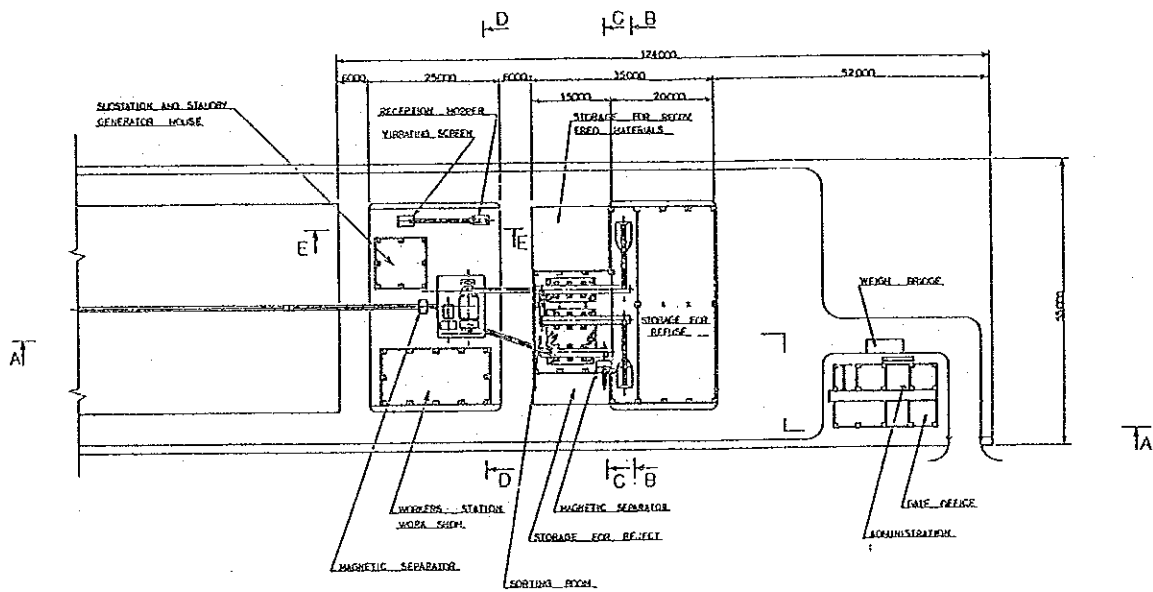 D
C
B
124000
6000
25000
6000
35000
52000
15000
20000
SUBSTATION AND STANDBY
GENERATOR HOUSE
RECEPTION HOPPER
VIBRATING SCREEN
STORAGE FOR RECOV
ERED MATERIALS
E
E
WEIGH BRIDGE
STORAGE FOR
REFUSE
55000
A
A
D
C
B
WORKERS STATION
WORK SHOP
MAGNETIC SEPARATOR
GATE OFFICE
STORAGE FOR REJECT
ADMINISTRATION
MAGNETIC SEPARATOR
SORTING ROOM